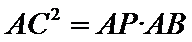 AC² = AP·AB